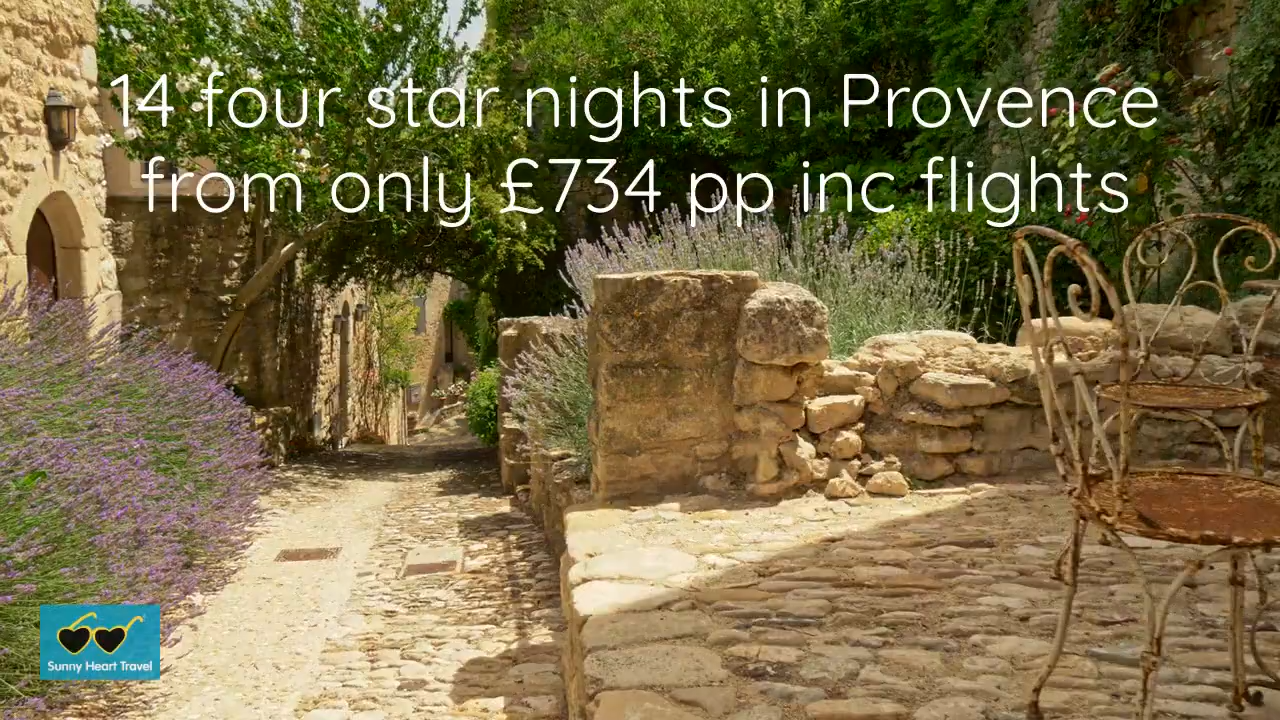 14 four star nights in Provence
from only £734 pp inc flights
Sunny Heart Travel